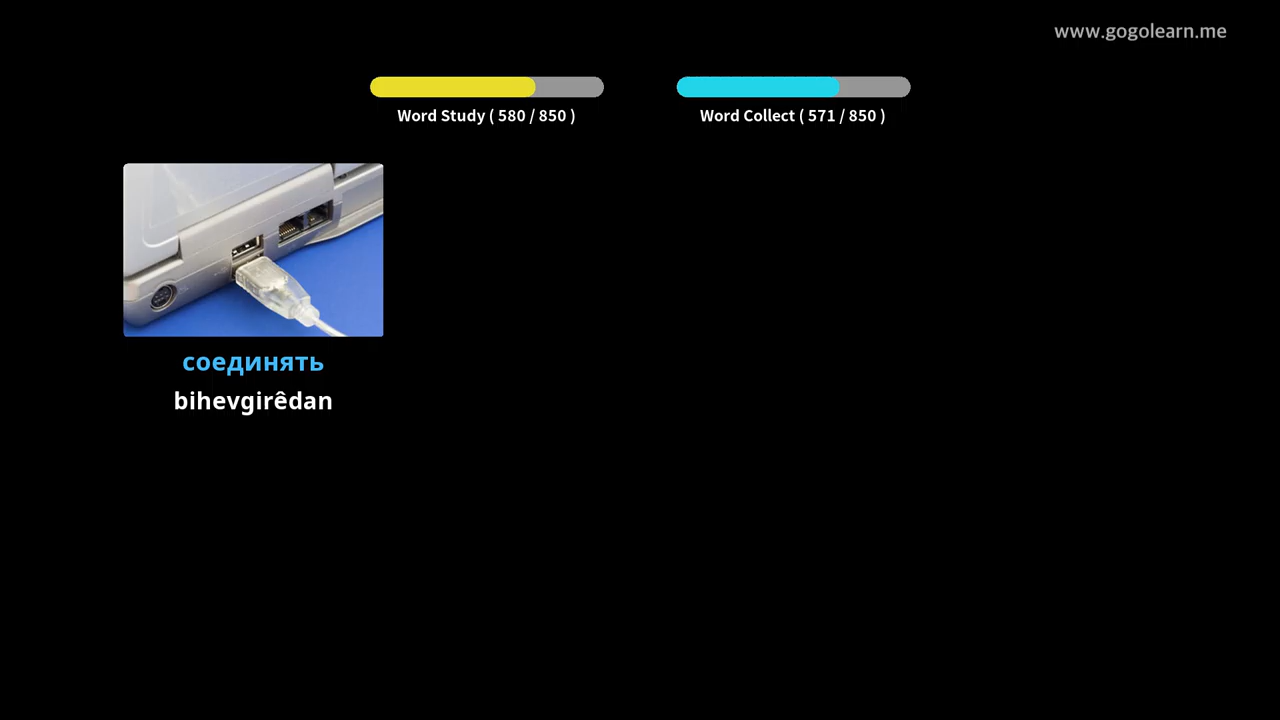 www.gogolearn.me
Word Study ( 580 / 850 )
Word Collect ( 571 / 850 )
соединять
bihevgirêdan